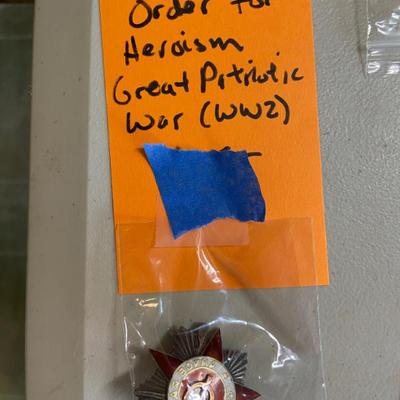 Order for
Heroism
Great Patriotic
War (WW2)